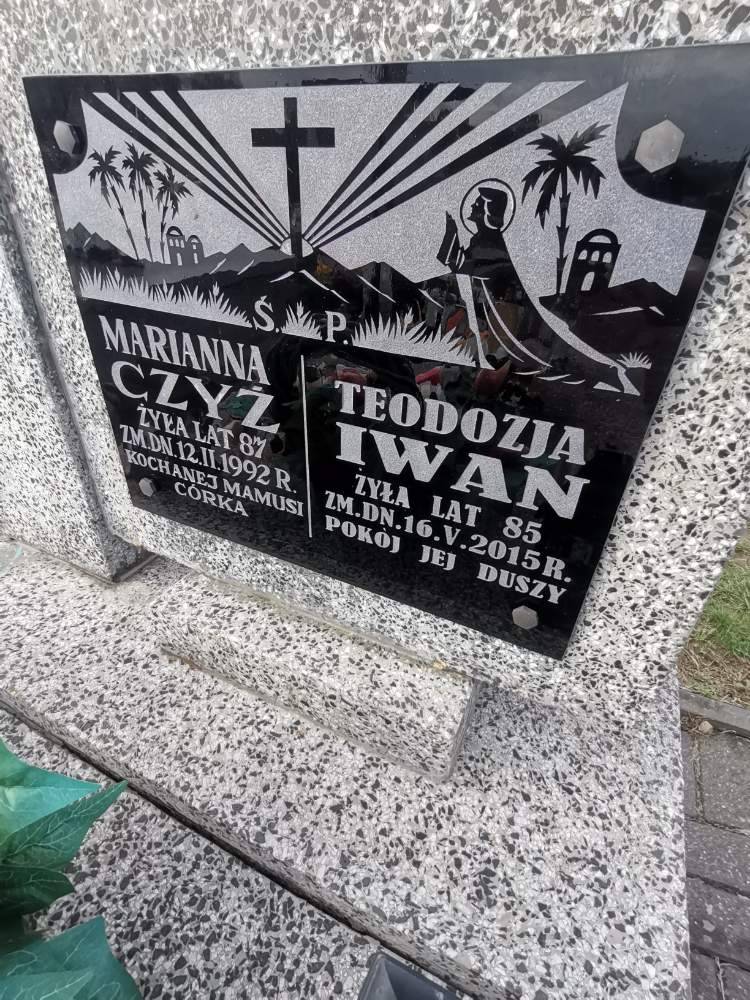 Ś. P.
MARIANNA
CZYŻ
ŻYŁA LAT 87
ZM.DN.12.II.1992 R.
KOCHANEJ MAMUSI
CÓRKA
TEODOZJA
IWAN
ŻYŁA LAT 85
ZM.DN.16.V.2015R.
POKÓJ JEJ DUSZY